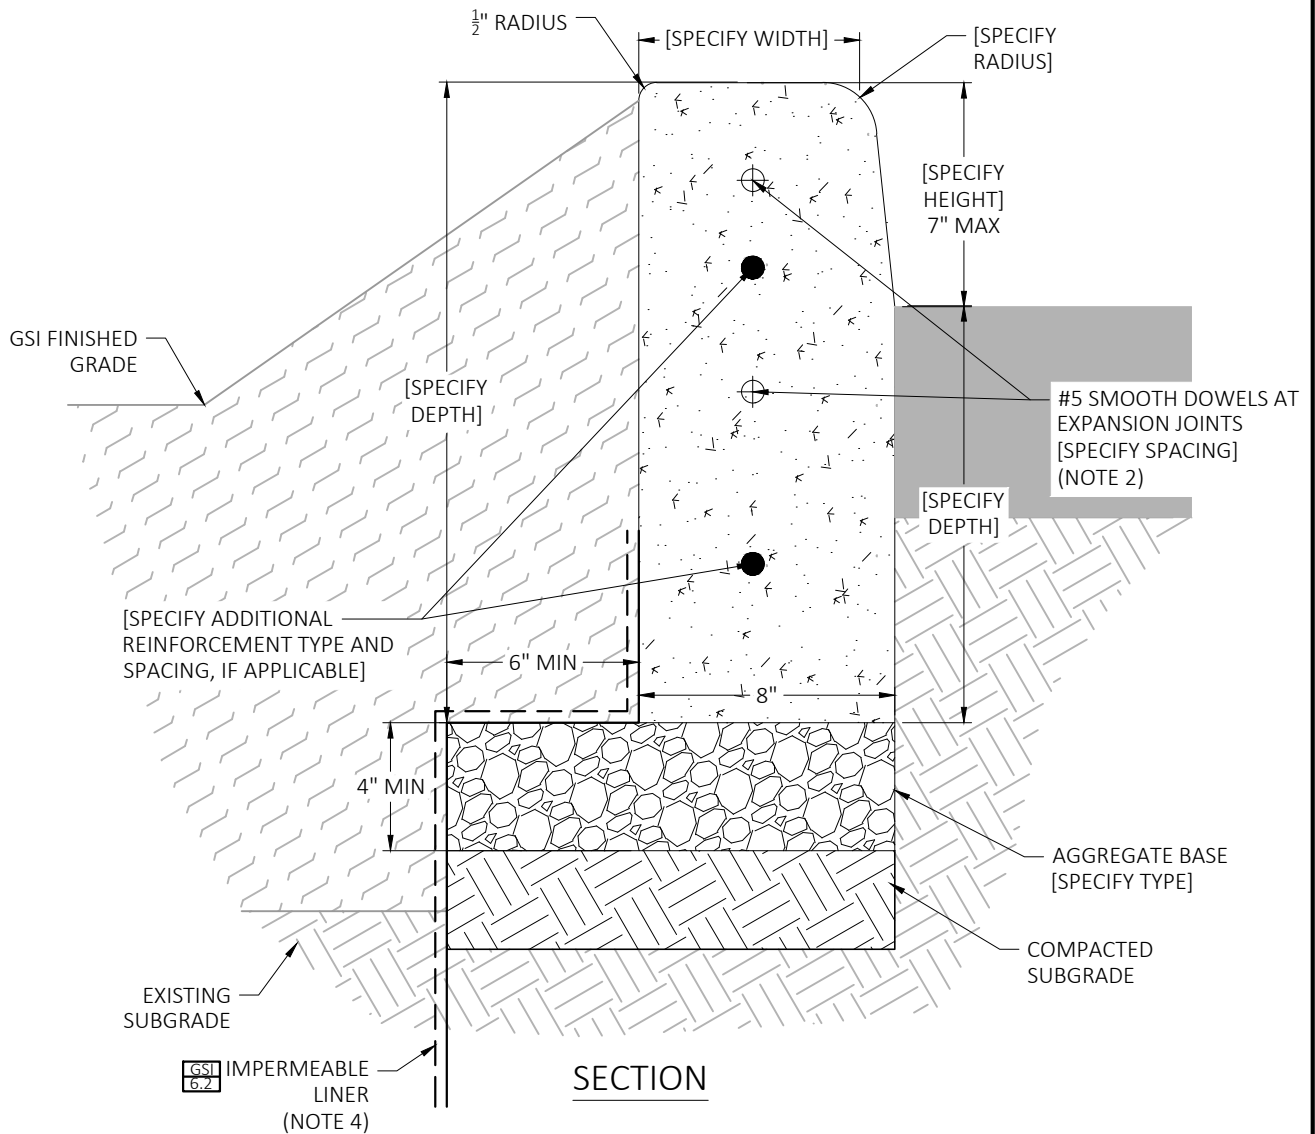 ½" RADIUS
[SPECIFY WIDTH]
[SPECIFY
RADIUS]
[SPECIFY
HEIGHT]
7" MAX
GSI FINISHED
GRADE
[SPECIFY
DEPTH]
#5 SMOOTH DOWELS AT
EXPANSION JOINTS
[SPECIFY SPACING]
(NOTE 2)
[SPECIFY
DEPTH]
[SPECIFY ADDITIONAL
REINFORCEMENT TYPE AND
SPACING, IF APPLICABLE]
6" MIN
8"
4" MIN
AGGREGATE BASE
[SPECIFY TYPE]
COMPACTED
SUBGRADE
EXISTING
SUBGRADE
GSI
6.2
IMPERMEABLE
LINER
(NOTE 4)
SECTION